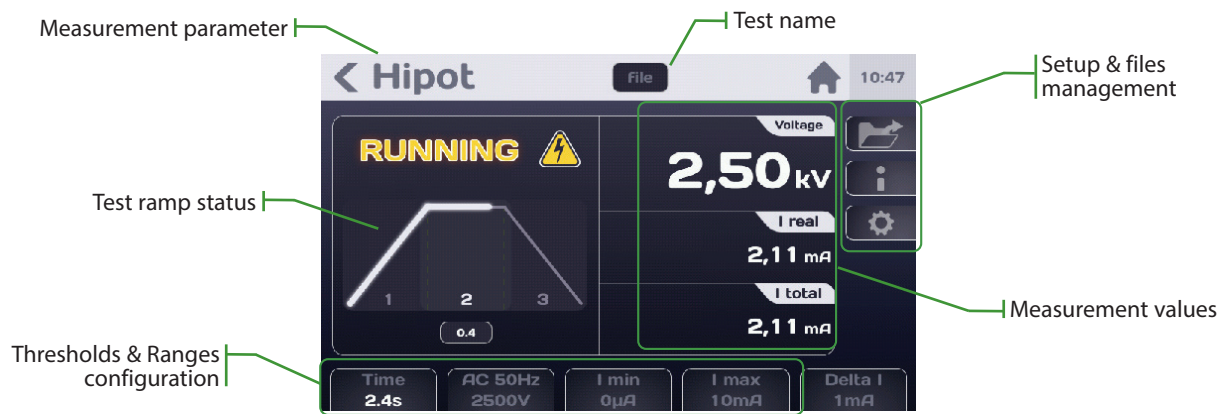 Measurement parameter
Test name
Hipot
File
10:47
Setup & files
management
RUNNING
Voltage
2,50 kV
Test ramp status
I real
2,11 mA
1
2
3
I total
0.4
2,11 mA
Measurement values
Thresholds & Ranges
configuration
Time
2.4s
AC 50Hz
2500V
I min
0µA
I max
10mA
Delta I
1mA